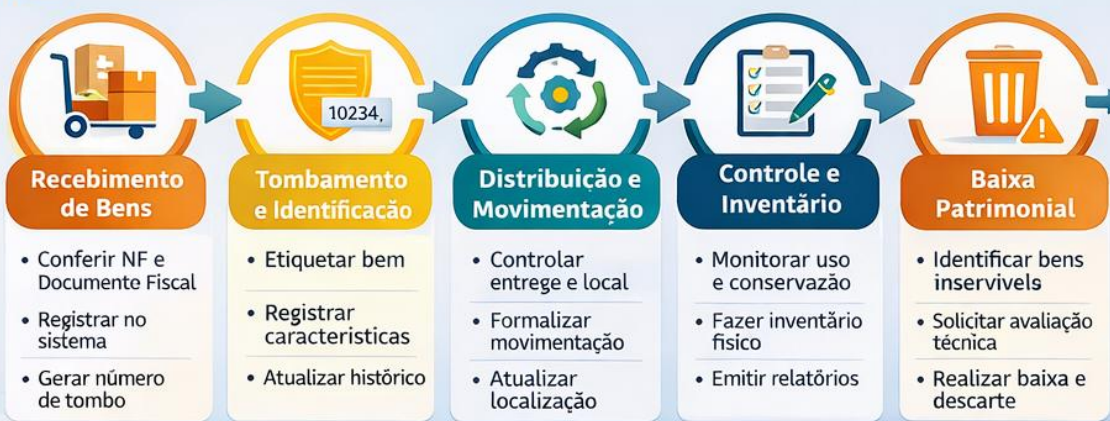 10234,
Recebimento
de Bens
• Conferir NF e
Documento Fiscal
• Registrar no
sistema
• Gerar número
de tombo
Tombamento
e Identificacão
• Etiquetar bem
• Registrar
caracteristicas
• Atualizar histórico
Distribuição e
Movimentação
• Controlar
entrege e local
• Formalizar
movimentação
• Atualizar
localização
Controle e
Inventário
• Monitorar uso
e conservazão
• Fazer inventário
fisico
• Emitir relatórios
Baixa
Patrimonial
• Identificar bens
inservivels
• Solicitar avaliação
técnica
• Realizar baixa e
descarte